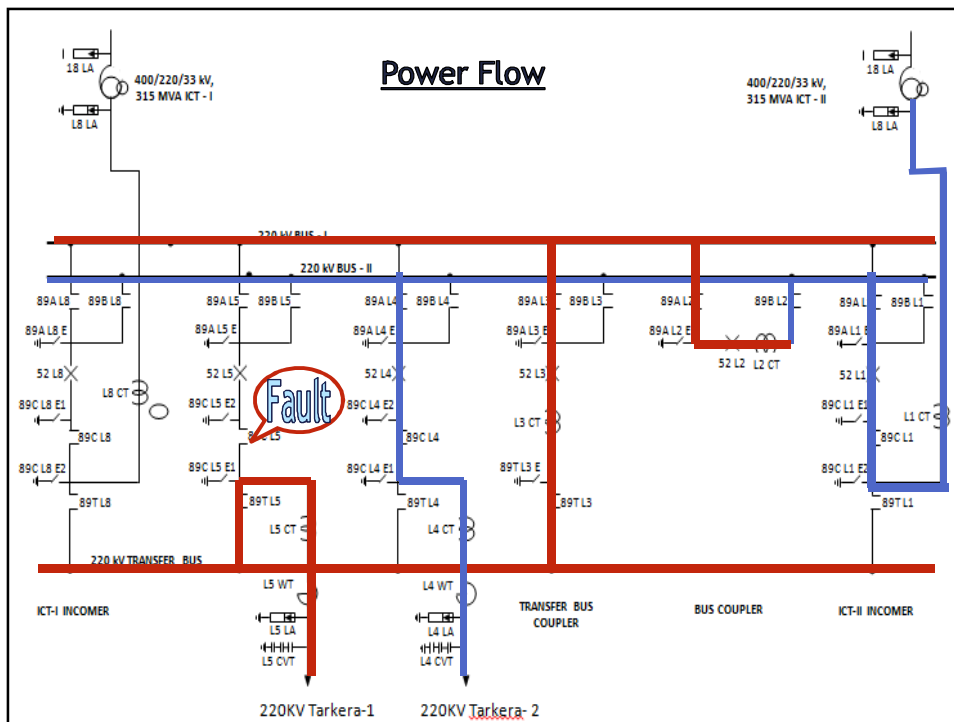 Power Flow
18 LA
400/220/33 kV,
315 MVA ICT - I
L8 LA
18 LA
400/220/33 kV,
315 MVA ICT - II
L8 LA
220 kV BUS - I
220 kV BUS - II
89A L8
89B L8
89A L5
89B L5
89A L4
89B L4
89A L3
89B L3
89A L2
89B L2
89A L1
89B L1
89A L8 E
89A L5 E
89A L4 E
89A L3 E
89A L2 E
89A L1 E
52 L8
52 L5
52 L4
52 L3
52 L2
L2 CT
52 L1
L8 CT
Fault
89C L8 E1
89C L5 E2
89C L4 E2
L3 CT
89C L1 E1
L1 CT
89C L8
89C L5
89C L4
89C L1
89C L8 E2
89C L5 E1
89C L4 E1
89T L3 E
89C L1 E2
89T L8
89T L5
89T L4
89T L3
89T L1
L5 CT
L4 CT
220 kV TRANSFER BUS
L5 WT
L4 WT
ICT-I INCOMER
L5 LA
L4 LA
TRANSFER BUS
COUPLER
BUS COUPLER
ICT-II INCOMER
L5 CVT
L4 CVT
220KV Tarkera-1
220KV Tarkera- 2